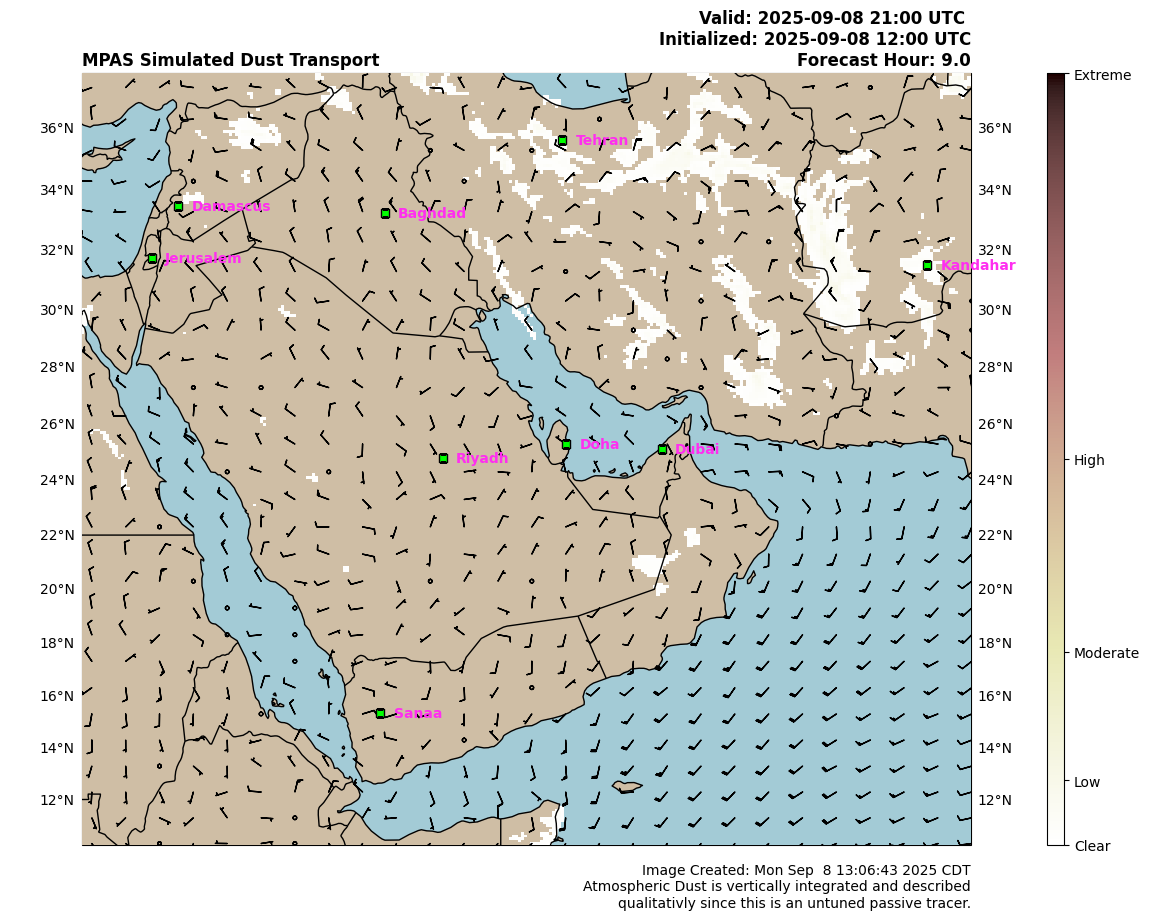 Valid: 2025-09-08 21:00 UTC
Initialized: 2025-09-08 12:00 UTC
MPAS Simulated Dust Transport
Forecast Hour: 9.0
Extreme
36°N
36°N
Tehran
34°N
34°N
Damascus
Baghdad
32°N
32°N
Jerusalem
Kandahar
30°N
30°N
28°N
28°N
26°N
26°N
Doha
Dubai
Riyadh
High
24°N
24°N
22°N
22°N
20°N
20°N
18°N
18°N
Moderate
16°N
16°N
Sanaa
14°N
14°N
Low
12°N
12°N
Clear
Image Created: Mon Sep  8 13:06:43 2025 CDT
Atmospheric Dust is vertically integrated and described
qualitativly since this is an untuned passive tracer.